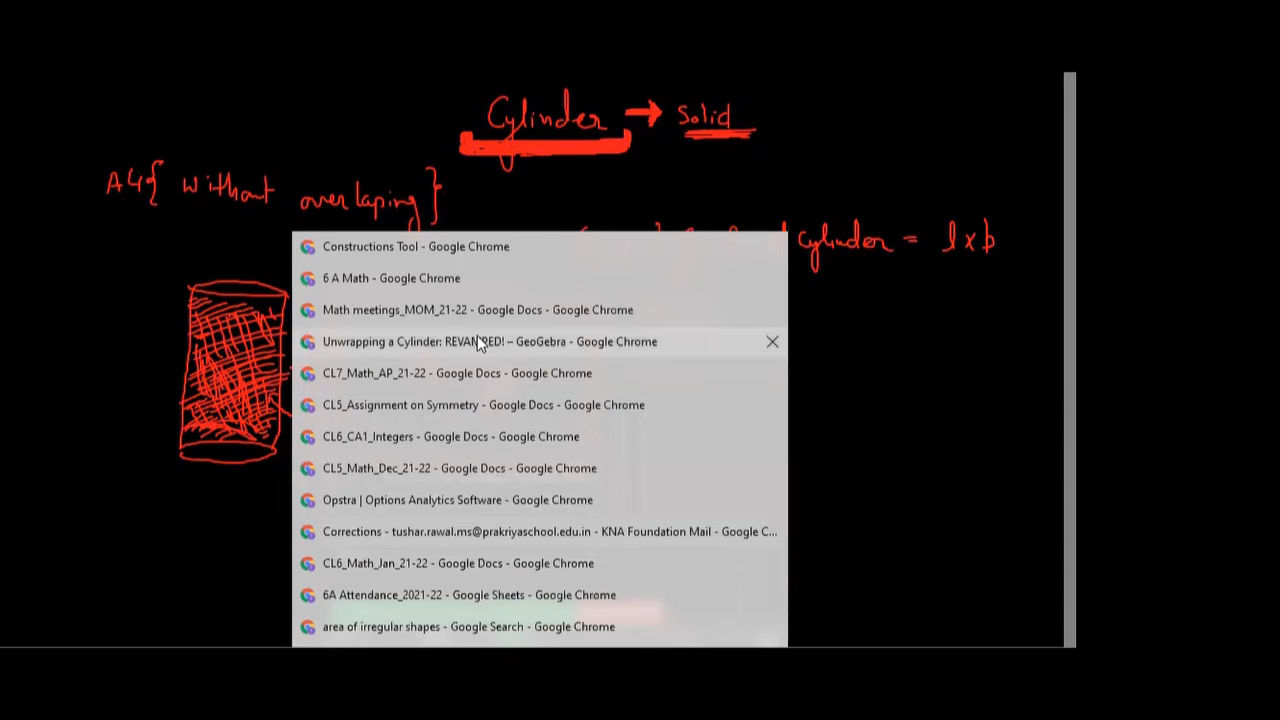 Cylinder → Solid
A4{ without overlaping }
Cylinder = l x b
Constructions Tool - Google Chrome
6 A Math - Google Chrome
Math meetings_MOM_21-22 - Google Docs - Google Chrome
Unwrapping a Cylinder: REVAMPED! – GeoGebra - Google Chrome
CL7_Math_AP_21-22 - Google Docs - Google Chrome
CL5_Assignment on Symmetry - Google Docs - Google Chrome
CL6_CA1_Integers - Google Docs - Google Chrome
CL5_Math_Dec_21-22 - Google Docs - Google Chrome
Opstra | Options Analytics Software - Google Chrome
Corrections - tushar.rawal.ms@prakriyaschool.edu.in - KNA Foundation Mail - Google C...
CL6_Math_Jan_21-22 - Google Docs - Google Chrome
6A Attendance_2021-22 - Google Sheets - Google Chrome
area of irregular shapes - Google Search - Google Chrome